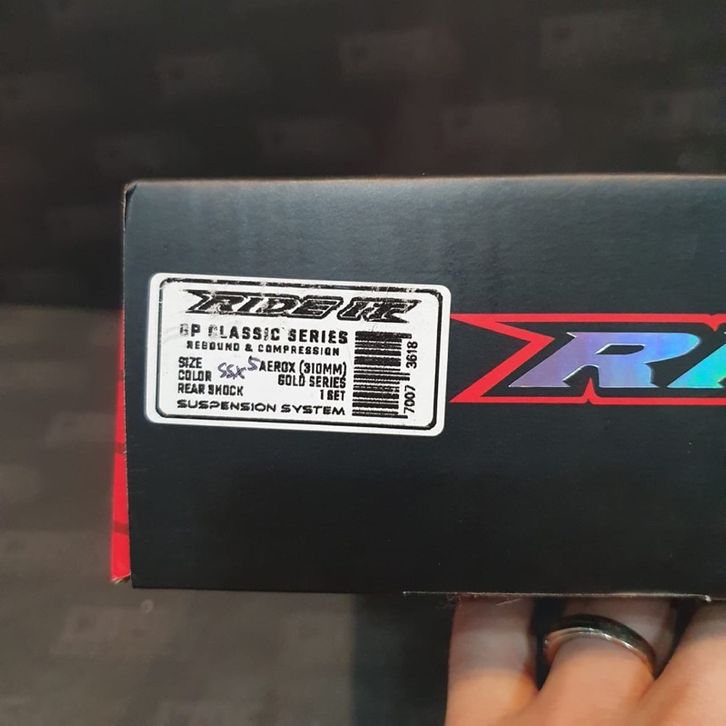 RIDE IT
GP CLASSIC SERIES
REBOUND & COMPRESSION
SIZE AEROX (310MM)
COLOR GOLD SERIES
REAR SHOCK 1 SET
SUSPENSION SYSTEM
7007 3618